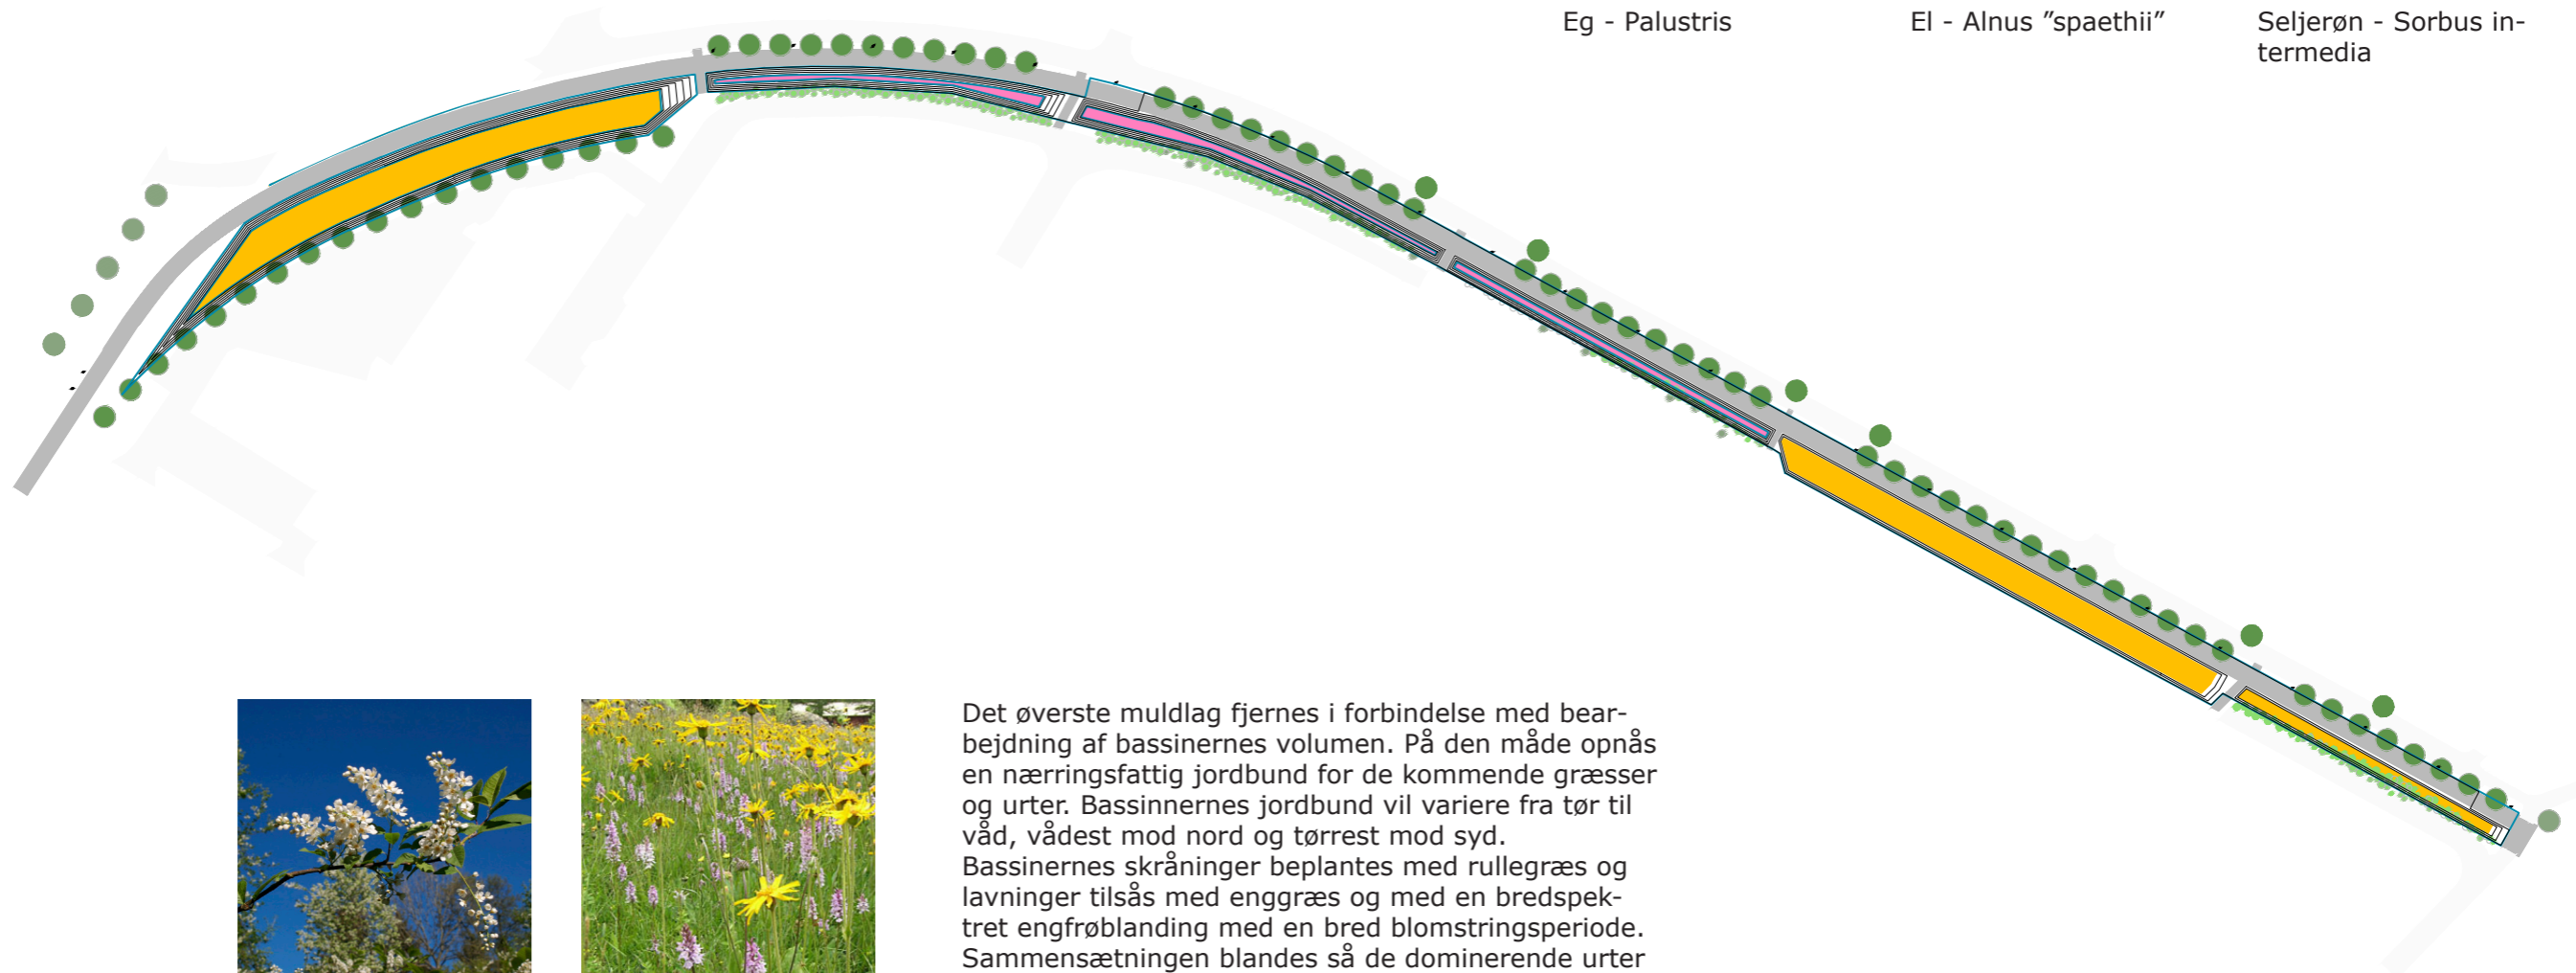 Eg - Palustris
El - Alnus ”spaethii”
Seljerøn - Sorbus in-
termedia
Det øverste muldlag fjernes i forbindelse med bear-
bejdning af bassinernes volumen. På den måde opnås
en nærringsfattig jordbund for de kommende græsser
og urter. Bassinnernes jordbund vil variere fra tør til
våd, vådest mod nord og tørrest mod syd.
Bassinernes skråninger beplantes med rullegræs og
lavninger tilsås med enggræs og med en bredspek-
tret engfrøblanding med en bred blomstringsperiode.
Sammensætningen blandes så de dominerende urter